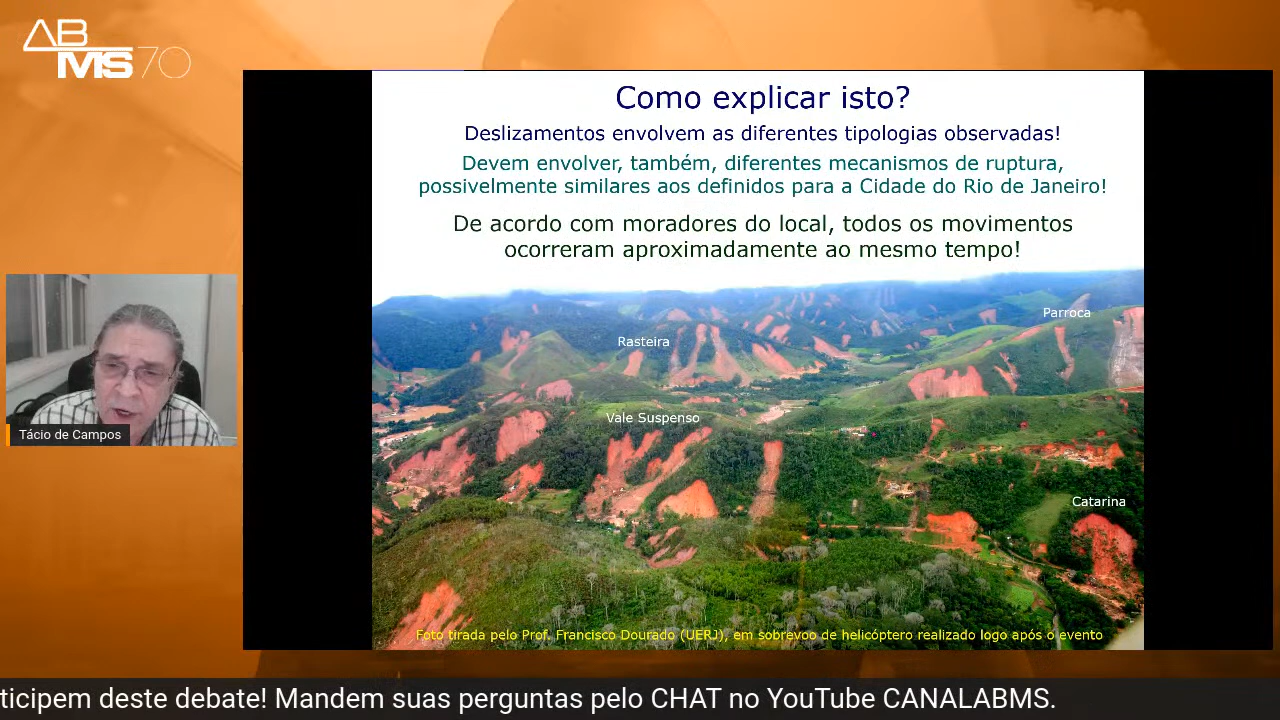 AB
MS70
Como explicar isto?
Deslizamentos envolvem as diferentes tipologias observadas!
Devem envolver, também, diferentes mecanismos de ruptura,
possivelmente similares aos definidos para a Cidade do Rio de Janeiro!
De acordo com moradores do local, todos os movimentos
ocorreram aproximadamente ao mesmo tempo!
Parroca
Rasteira
Vale Suspenso
Catarina
Foto tirada pelo Prof. Francisco Dourado (UERJ), em sobrevoo de helicóptero realizado logo após o evento
Tácio de Campos
ticipem deste debate! Mandem suas perguntas pelo CHAT no YouTube CANALABMS.